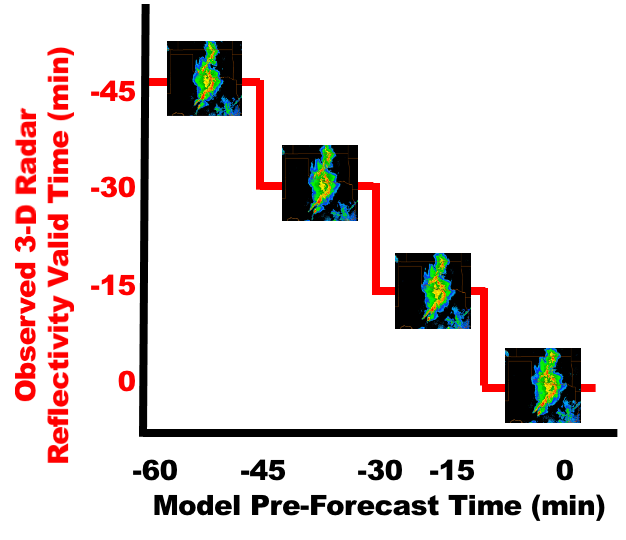 Observed 3-D Radar
Reflectivity Valid Time (min)
-45
-30
-15
0
-60 -45 -30 -15 0
Model Pre-Forecast Time (min)